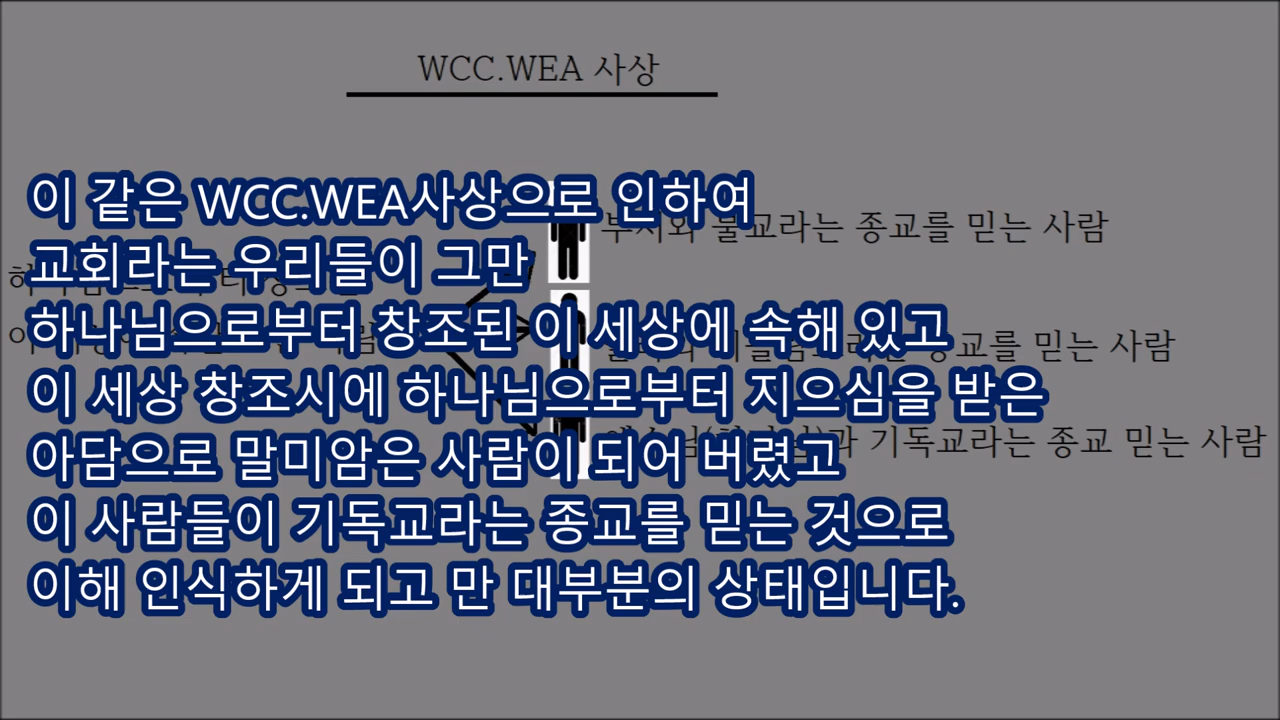 WCC.WEA 사상
이 같은 WCC.WEA사상으로 인하여
교회라는 우리들이 그만
하나님으로부터 창조된 이 세상에 속해 있고
이 세상 창조시에 하나님으로부터 지으심을 받은
아담으로 말미암은 사람이 되어 버렸고
이 사람들이 기독교라는 종교를 믿는 것으로
이해 인식하게 되고 만 대부분의 상태입니다.
불교라는 종교를 믿는 사람
종교를 믿는 사람
기독교라는 종교 믿는 사람